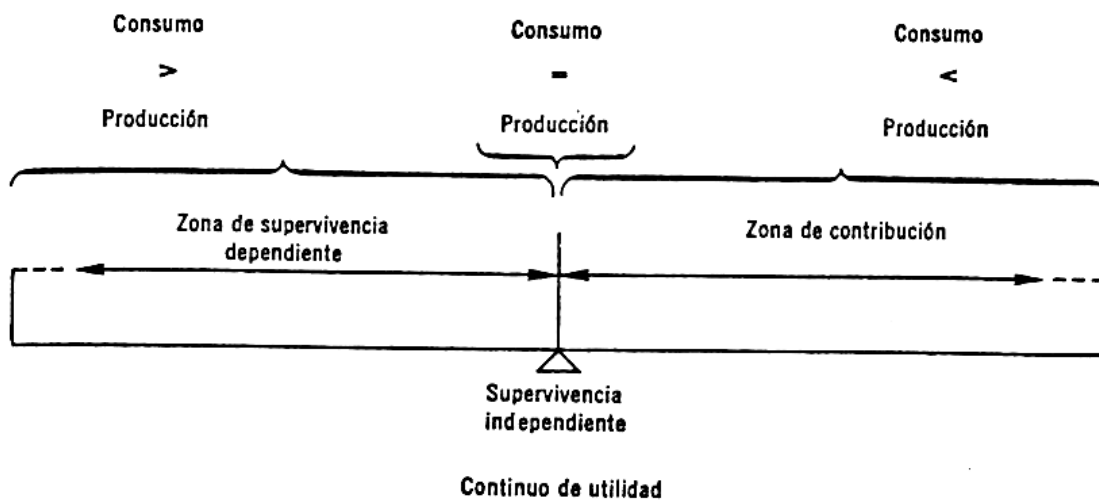 Consumo
>
Producción
Consumo
=
Producción
Consumo
<
Producción
Zona de supervivencia
dependiente
Zona de contribución
Supervivencia
independiente
Continuo de utilidad